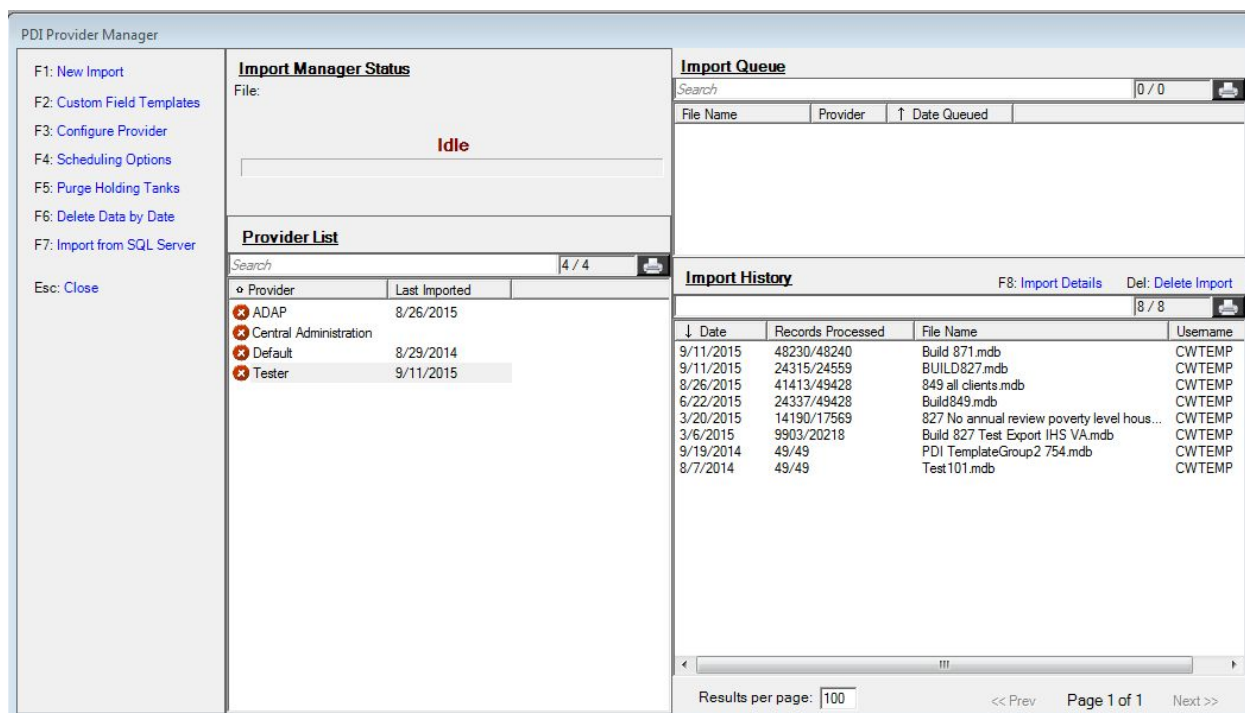 PDI Provider Manager
F1: New Import
F2: Custom Field Templates
F3: Configure Provider
F4: Scheduling Options
F5: Purge Holding Tanks
F6: Delete Data by Date
F7: Import from SQL Server
Esc: Close
Import Manager Status
File:
Idle
Provider List
Search 4 / 4
Provider Last Imported
ADAP 8/26/2015
Central Administration
Default 8/29/2014
Tester 9/11/2015
Import Queue
Search 0 / 0
File Name Provider ↑ Date Queued
Import History F8: Import Details Del: Delete Import
8 / 8
↓ Date Records Processed File Name Username
9/11/2015 48230/48240 Build 871.mdb CWTEMP
9/11/2015 24315/24559 BUILD827.mdb CWTEMP
8/26/2015 41413/49428 849 all clients.mdb CWTEMP
6/22/2015 24337/49428 Build849.mdb CWTEMP
3/20/2015 14190/17569 827 No annual review poverty level hous... CWTEMP
3/6/2015 9903/20218 Build 827 Test Export IHS VA.mdb CWTEMP
9/19/2014 49/49 PDI TemplateGroup2 754.mdb CWTEMP
8/7/2014 49/49 Test101.mdb CWTEMP
Results per page: 100 << Prev Page 1 of 1 Next >>